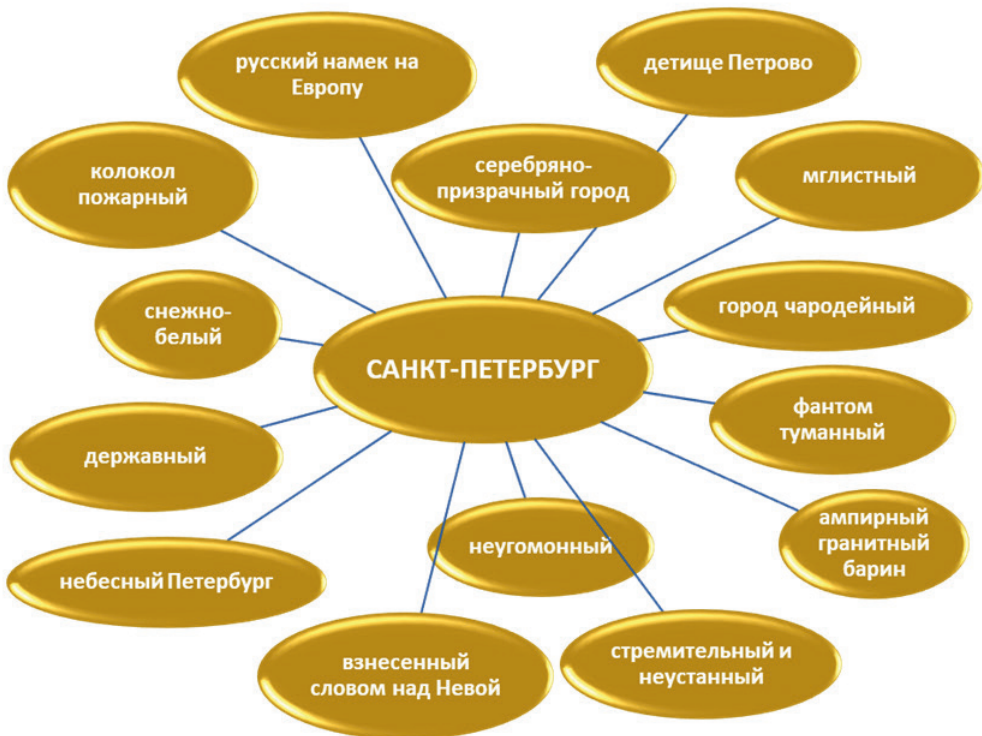 русский намек на
Европу
детище Петрово
колокол
пожарный
серебряно-
призрачный город
мглистный
снежно-
белый
город чародейный
САНКТ-ПЕТЕРБУРГ
фантом
туманный
державный
ампирный
гранитный
барин
неугомонный
небесный Петербург
взнесенный
словом над Невой
стремительный и
неустанный